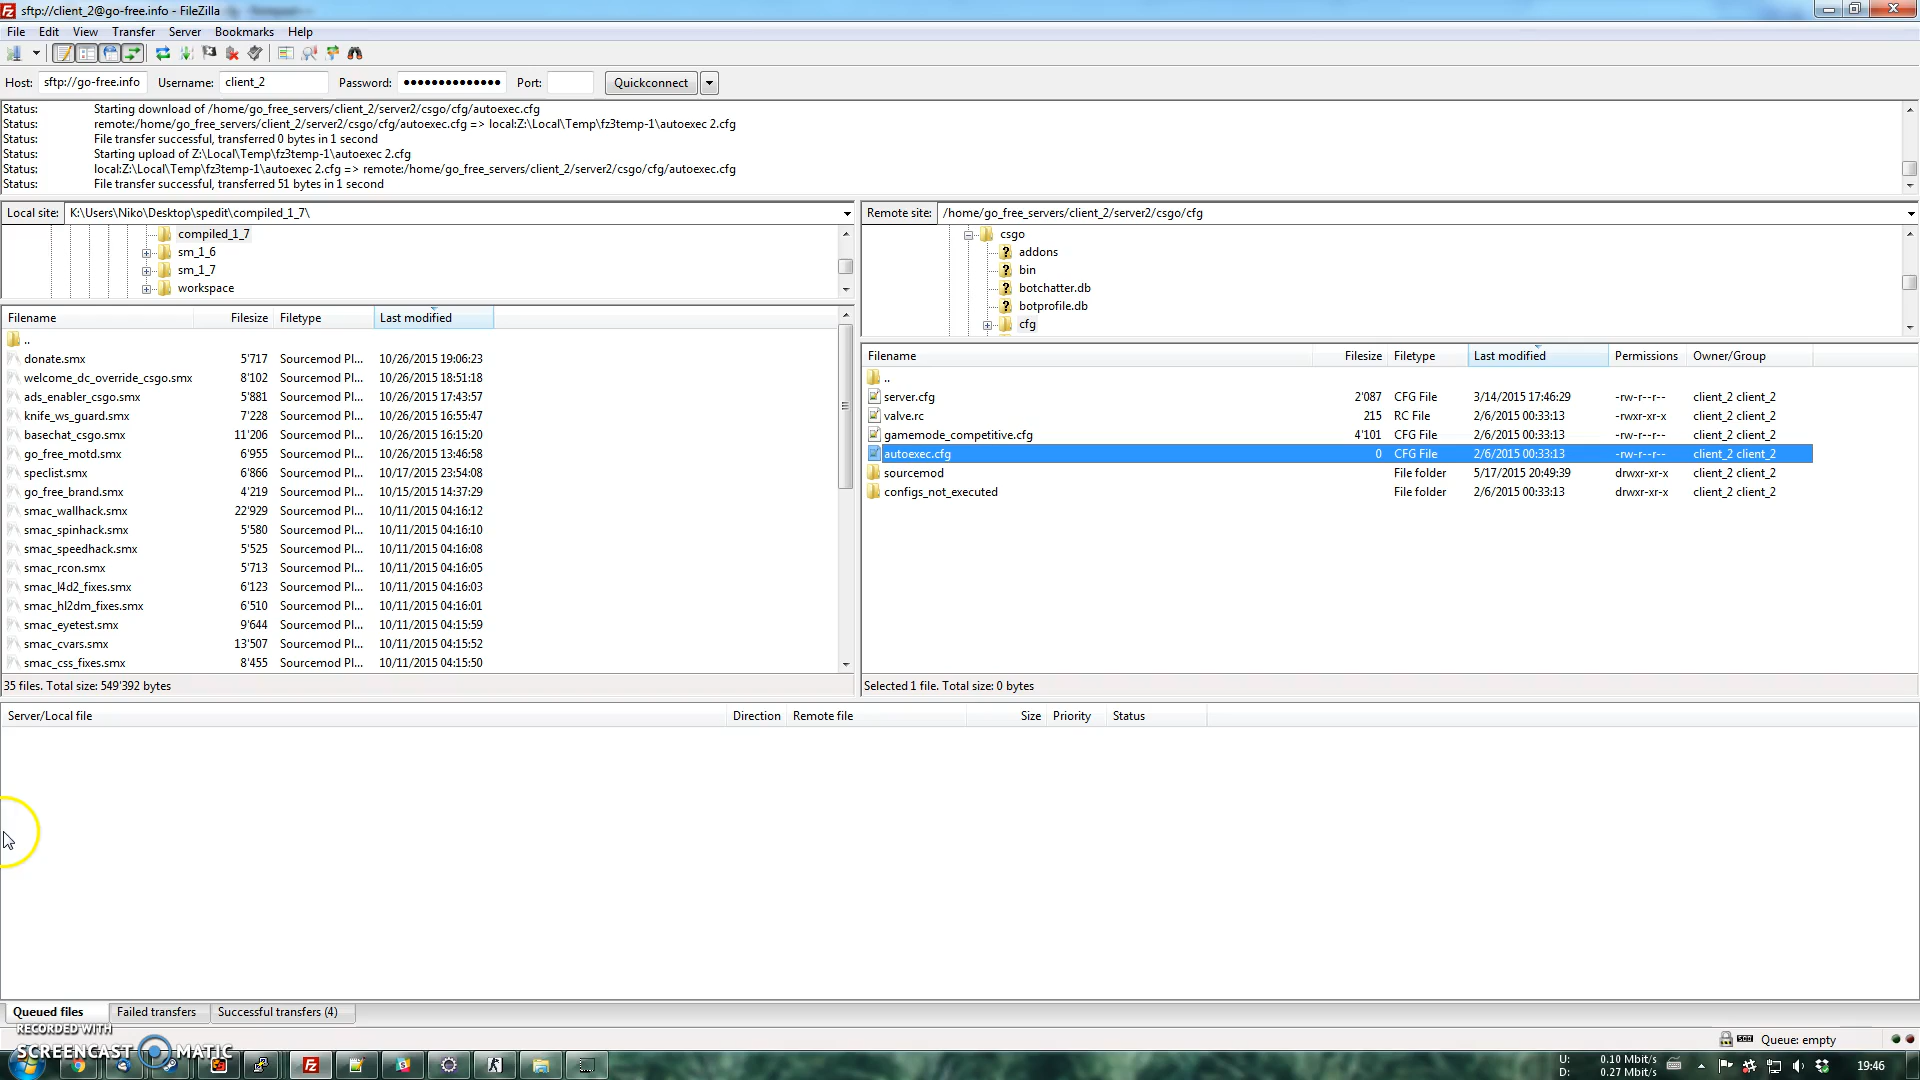 sftp://client_2@go-free.info - FileZilla
File Edit View Transfer Server Bookmarks Help
Host: sftp://go-free.info Username: client_2 Password: ●●●●●●●●●●●●●● Port: Quickconnect
Status: Starting download of /home/go_free_servers/client_2/server2/csgo/cfg/autoexec.cfg
Status: remote:/home/go_free_servers/client_2/server2/csgo/cfg/autoexec.cfg => local:Z:\Local\Temp\fz3temp-1\autoexec 2.cfg
Status: File transfer successful, transferred 0 bytes in 1 second
Status: Starting upload of Z:\Local\Temp\fz3temp-1\autoexec 2.cfg
Status: local:Z:\Local\Temp\fz3temp-1\autoexec 2.cfg => remote:/home/go_free_servers/client_2/server2/csgo/cfg/autoexec.cfg
Status: File transfer successful, transferred 51 bytes in 1 second
Local site: K:\Users\Niko\Desktop\spedit\compiled_1_7\
compiled_1_7
sm_1_6
sm_1_7
workspace
Filename Filesize Filetype Last modified
..
donate.smx 5'717 Sourcemod Pl... 10/26/2015 19:06:23
welcome_dc_override_csgo.smx 8'102 Sourcemod Pl... 10/26/2015 18:51:18
ads_enabler_csgo.smx 5'881 Sourcemod Pl... 10/26/2015 17:43:57
knife_ws_guard.smx 7'228 Sourcemod Pl... 10/26/2015 16:55:47
basechat_csgo.smx 11'206 Sourcemod Pl... 10/26/2015 16:15:20
go_free_motd.smx 6'955 Sourcemod Pl... 10/26/2015 13:46:58
speclist.smx 6'866 Sourcemod Pl... 10/17/2015 23:54:08
go_free_brand.smx 4'219 Sourcemod Pl... 10/15/2015 14:37:29
smac_wallhack.smx 22'929 Sourcemod Pl... 10/11/2015 04:16:12
smac_spinhack.smx 5'580 Sourcemod Pl... 10/11/2015 04:16:10
smac_speedhack.smx 5'525 Sourcemod Pl... 10/11/2015 04:16:08
smac_rcon.smx 5'713 Sourcemod Pl... 10/11/2015 04:16:05
smac_l4d2_fixes.smx 6'123 Sourcemod Pl... 10/11/2015 04:16:03
smac_hl2dm_fixes.smx 6'510 Sourcemod Pl... 10/11/2015 04:16:01
smac_eyetest.smx 9'644 Sourcemod Pl... 10/11/2015 04:15:59
smac_cvars.smx 13'507 Sourcemod Pl... 10/11/2015 04:15:52
smac_css_fixes.smx 8'455 Sourcemod Pl... 10/11/2015 04:15:50
35 files. Total size: 549'392 bytes
Remote site: /home/go_free_servers/client_2/server2/csgo/cfg
csgo
addons
bin
botchatter.db
botprofile.db
cfg
Filename Filesize Filetype Last modified Permissions Owner/Group
..
server.cfg 2'087 CFG File 3/14/2015 17:46:29 -rw-r--r-- client_2 client_2
valve.rc 215 RC File 2/6/2015 00:33:13 -rwxr-xr-x client_2 client_2
gamemode_competitive.cfg 4'101 CFG File 2/6/2015 00:33:13 -rw-r--r-- client_2 client_2
autoexec.cfg 0 CFG File 2/6/2015 00:33:13 -rw-r--r-- client_2 client_2
sourcemod File folder 5/17/2015 20:49:39 drwxr-xr-x client_2 client_2
configs_not_executed File folder 2/6/2015 00:33:13 drwxr-xr-x client_2 client_2
Selected 1 file. Total size: 0 bytes
Server/Local file Direction Remote file Size Priority Status
Queued files Failed transfers Successful transfers (4)
RECORDED WITH
SCREENCAST MATIC
Queue: empty
U: 0.10 Mbit/s
D: 0.27 Mbit/s
19:46